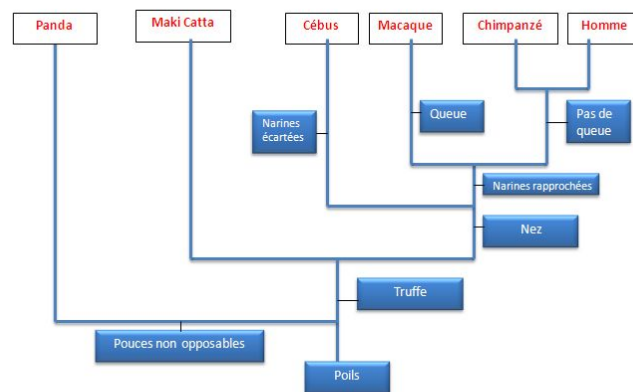 Panda
Maki Catta
Cébus
Macaque
Chimpanzé
Homme
Narines
écartées
Queue
Pas de
queue
Narines rapprochées
Nez
Truffe
Pouces non opposables
Poils